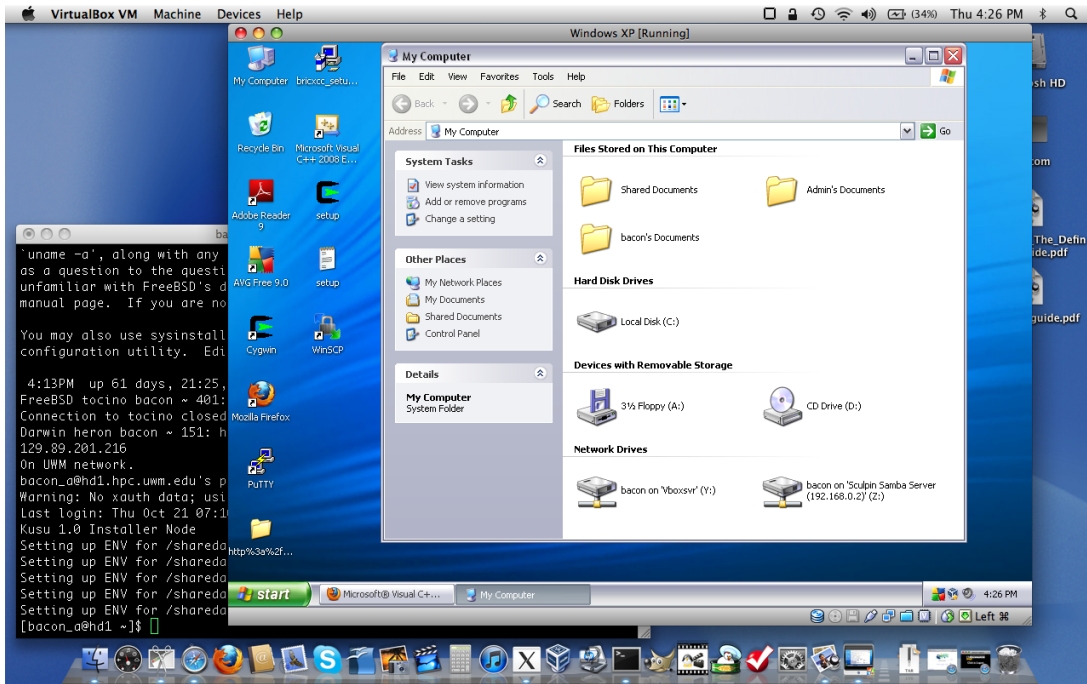 VirtualBox VM Machine Devices Help
(34%) Thu 4:26 PM
Windows XP [Running]
My Computer
bricxcc_setu...
Recycle Bin
Microsoft Visual
C++ 2008 E...
Adobe Reader
9
setup
AVG Free 9.0
setup
Cygwin
WinSCP
Mozilla Firefox
PuTTY
http%3a%2f...
My Computer
File Edit View Favorites Tools Help
Back Search Folders
Address My Computer Go
System Tasks
View system information
Add or remove programs
Change a setting
Other Places
My Network Places
My Documents
Shared Documents
Control Panel
Details
My Computer
System Folder
Files Stored on This Computer
Shared Documents
Admin's Documents
bacon's Documents
Hard Disk Drives
Local Disk (C:)
Devices with Removable Storage
3½ Floppy (A:)
CD Drive (D:)
Network Drives
bacon on 'Vboxsvr' (Y:)
bacon on 'Sculpin Samba Server
(192.168.0.2)' (Z:)
start
Microsoft® Visual C+...
My Computer
4:26 PM
Left ⌘
ba
`uname -a', along with any
as a question to the questi
unfamiliar with FreeBSD's d
manual page. If you are no
You may also use sysinstall
configuration utility. Edi
4:13PM up 61 days, 21:25,
FreeBSD tocino bacon ~ 401:
Connection to tocino closed
Darwin heron bacon ~ 151: h
129.89.201.216
On UWM network.
bacon_a@hd1.hpc.uwm.edu's p
Warning: No xauth data; usi
Last login: Thu Oct 21 07:1
Kusu 1.0 Installer Node
Setting up ENV for /shareda
Setting up ENV for /shareda
Setting up ENV for /shareda
Setting up ENV for /shareda
Setting up ENV for /shareda
[bacon_a@hd1 ~]$
sh HD
com
_The_Defin
ide.pdf
guide.pdf